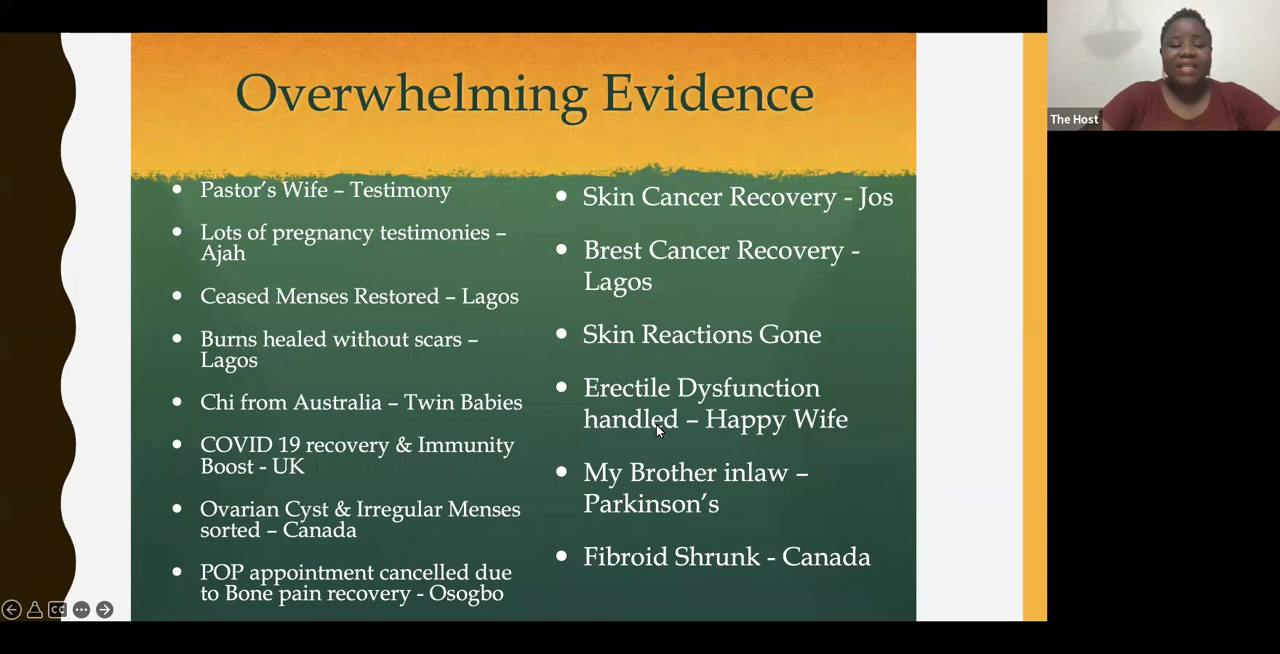 Overwhelming Evidence
• Pastor's Wife – Testimony
• Lots of pregnancy testimonies –
Ajah
• Ceased Menses Restored – Lagos
• Burns healed without scars –
Lagos
• Chi from Australia – Twin Babies
• COVID 19 recovery & Immunity
Boost - UK
• Ovarian Cyst & Irregular Menses
sorted – Canada
• POP appointment cancelled due
to Bone pain recovery - Osogbo
• Skin Cancer Recovery - Jos
• Brest Cancer Recovery -
Lagos
• Skin Reactions Gone
• Erectile Dysfunction
handled – Happy Wife
• My Brother inlaw –
Parkinson's
• Fibroid Shrunk - Canada
The Host
CC